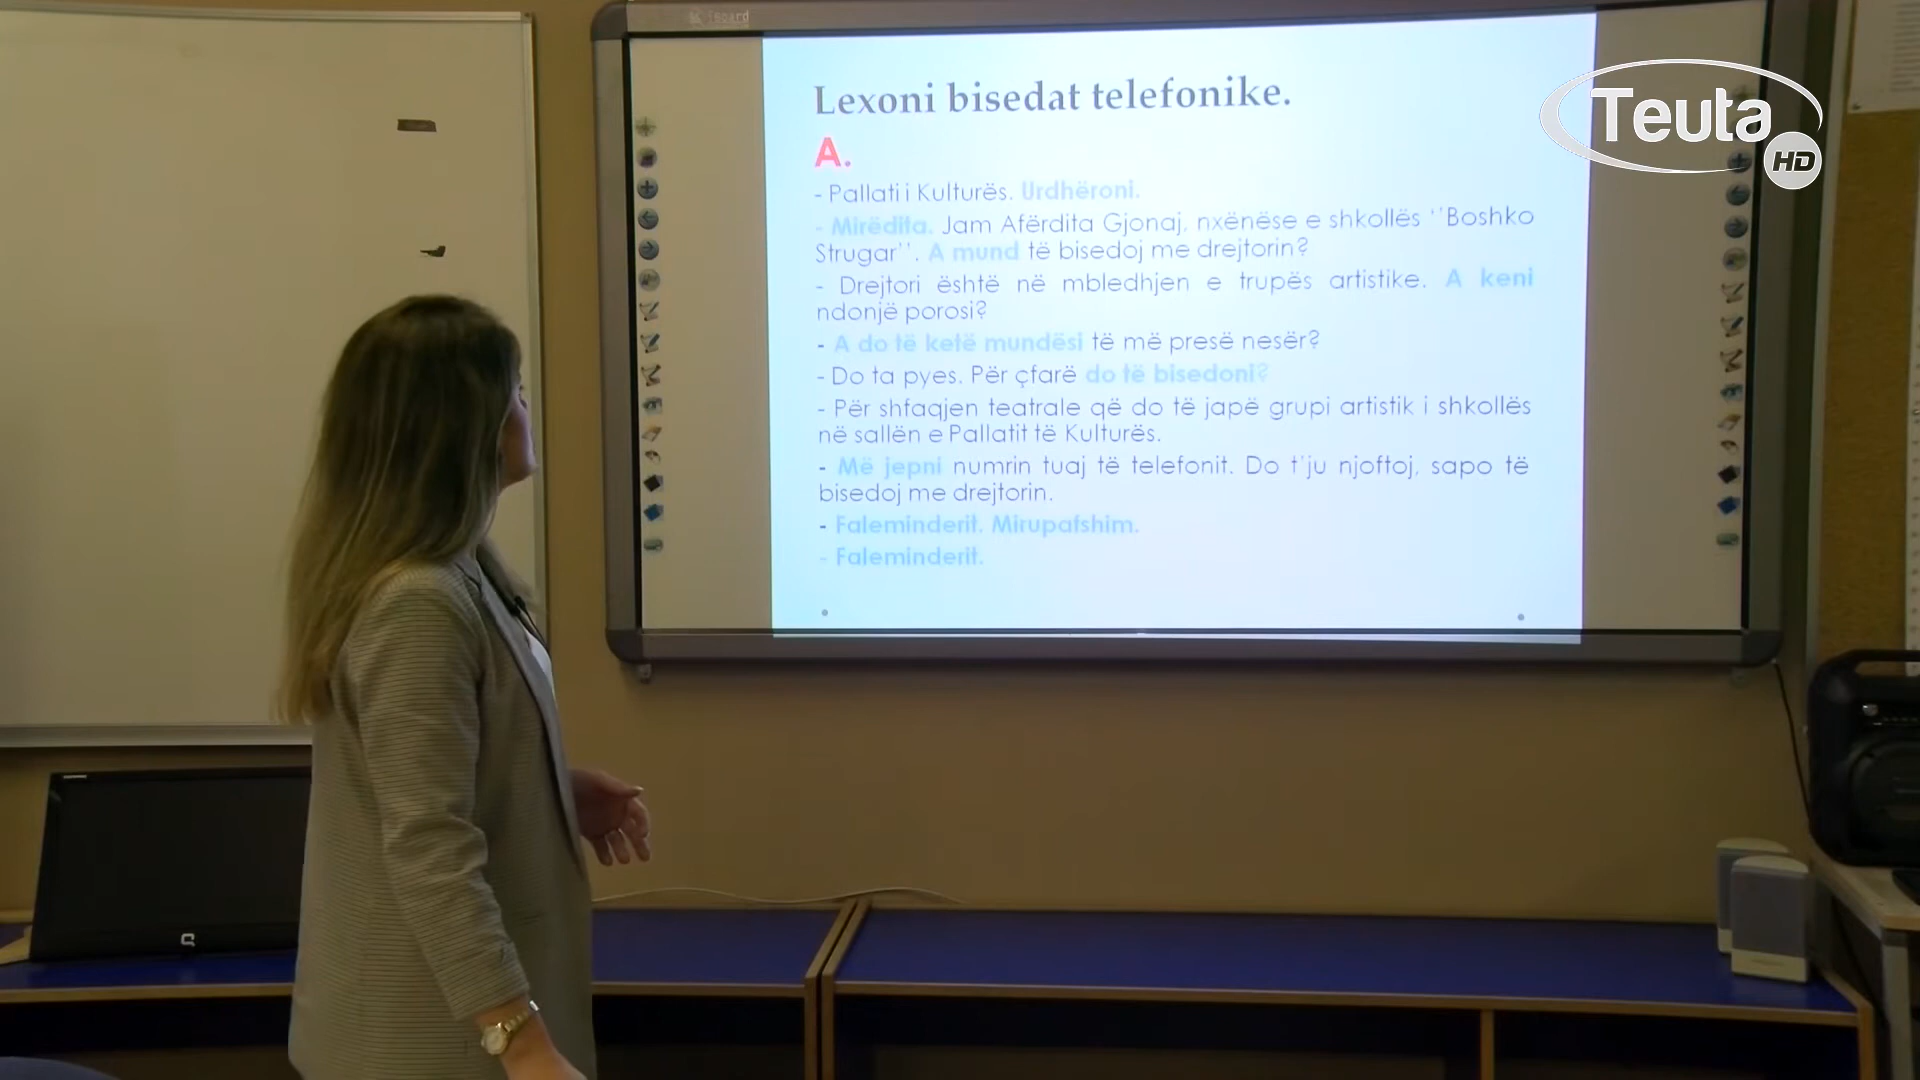 Lexoni bisedat telefonike.
A.
- Pallati i Kulturës. Urdhëroni.
- Mirëdita. Jam Afërdita Gjonaj, nxënëse e shkollës ''Boshko
Strugar''. A mund të bisedoj me drejtorin?
- Drejtori është në mbledhjen e trupës artistike. A keni
ndonjë porosi?
- A do të ketë mundësi të më presë nesër?
- Do ta pyes. Për çfarë do të bisedoni?
- Për shfaqjen teatrale që do të japë grupi artistik i shkollës
në sallën e Pallatit të Kulturës.
- Më jepni numrin tuaj të telefonit. Do t'ju njoftoj, sapo të
bisedoj me drejtorin.
- Faleminderit. Mirupafshim.
- Faleminderit.
Teuta
HD